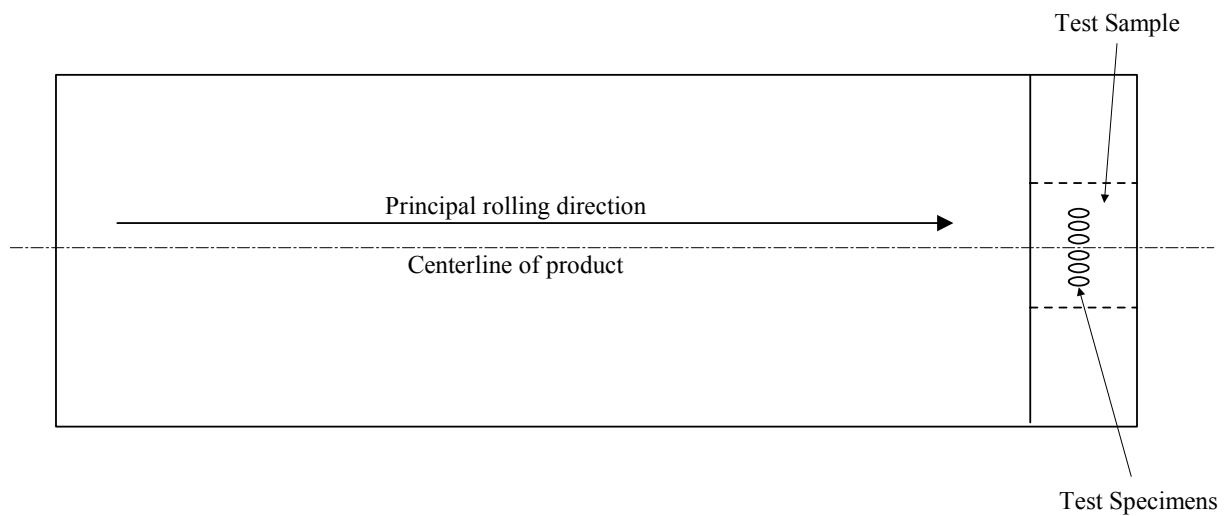 Test Sample
Principal rolling direction
Centerline of product
Test Specimens